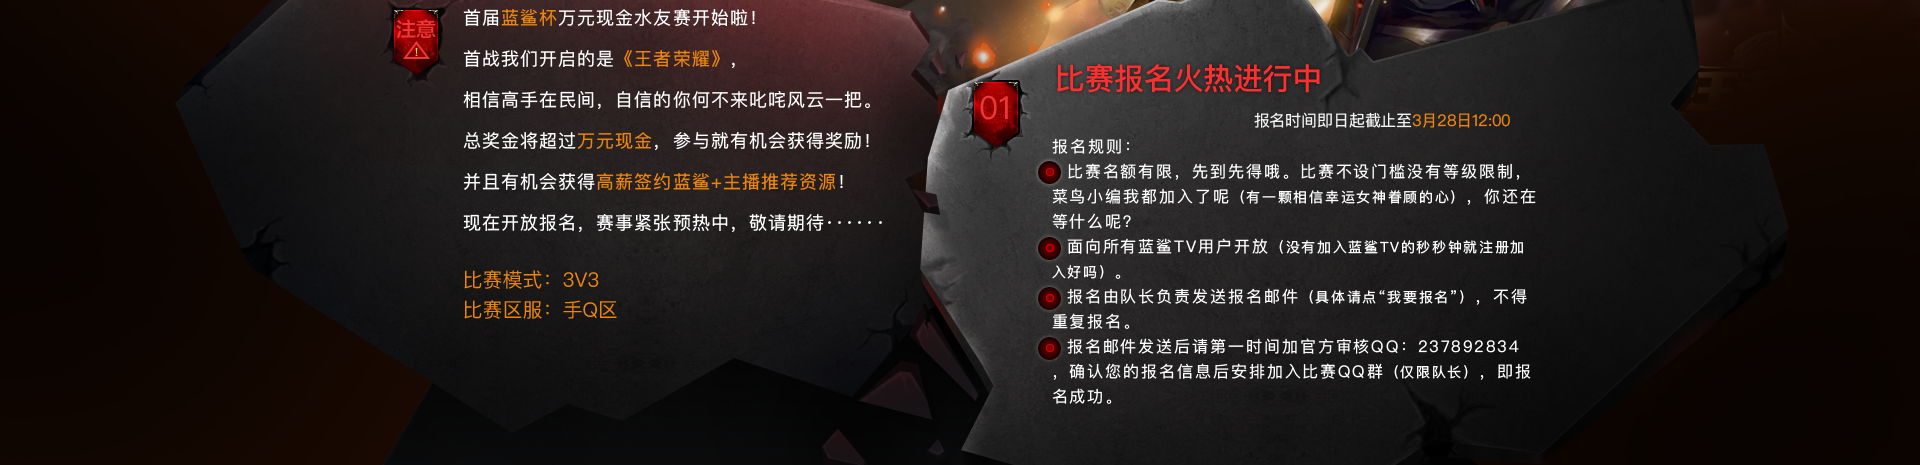 注意
首届蓝鲨杯万元现金水友赛开始啦！
首战我们开启的是《王者荣耀》，
相信高手在民间，自信的你何不来叱咤风云一把。
总奖金将超过万元现金，参与就有机会获得奖励！
并且有机会获得高薪签约蓝鲨+主播推荐资源！
现在开放报名，赛事紧张预热中，敬请期待······
比赛模式：3V3
比赛区服：手Q区
01
比赛报名火热进行中
报名时间即日起截止至3月28日12:00
报名规则：
比赛名额有限，先到先得哦。比赛不设门槛没有等级限制，
菜鸟小编我都加入了呢（有一颗相信幸运女神眷顾的心），你还在
等什么呢？
面向所有蓝鲨TV用户开放（没有加入蓝鲨TV的秒秒钟就注册加
入好吗）。
报名由队长负责发送报名邮件（具体请点“我要报名”），不得
重复报名。
报名邮件发送后请第一时间加官方审核QQ：237892834
，确认您的报名信息后安排加入比赛QQ群（仅限队长），即报
名成功。